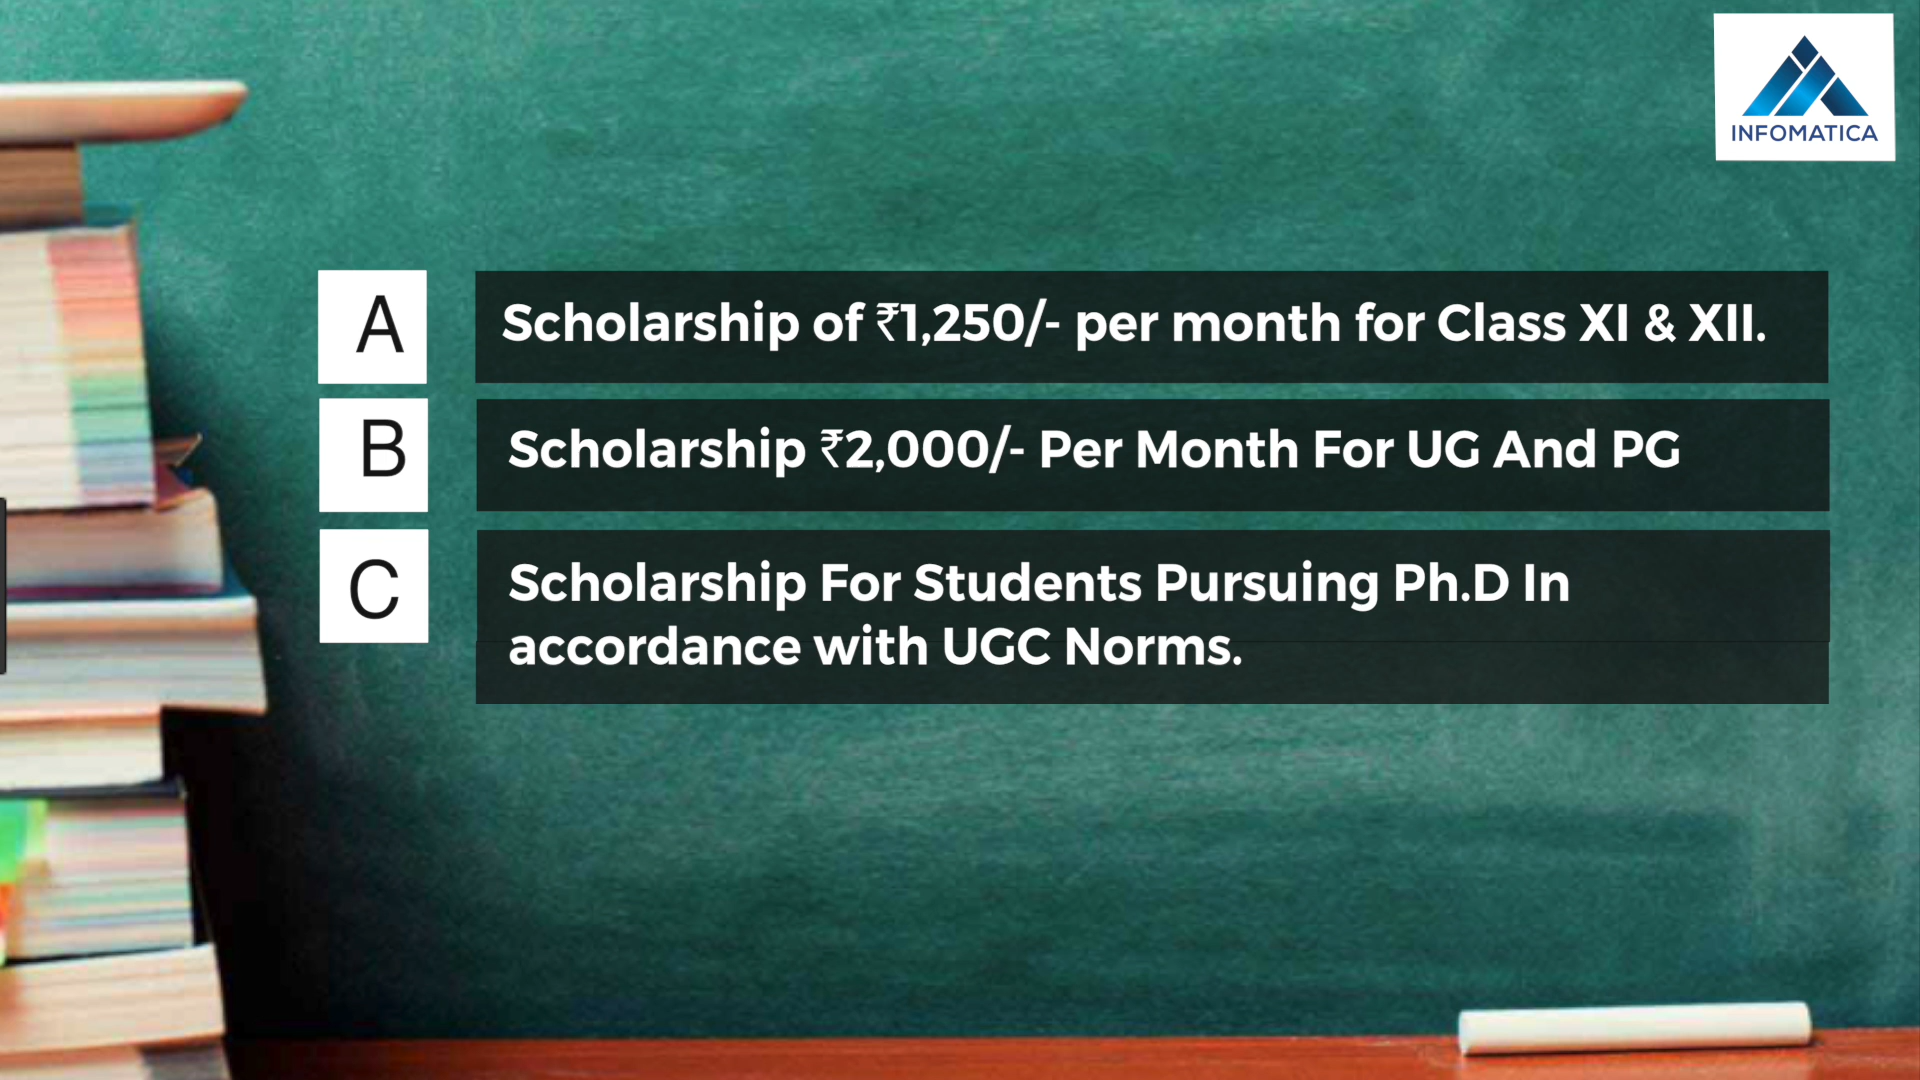 INFOMATICA
A
Scholarship of ₹1,250/- per month for Class XI & XII.
B
Scholarship ₹2,000/- Per Month For UG And PG
C
Scholarship For Students Pursuing Ph.D In
accordance with UGC Norms.